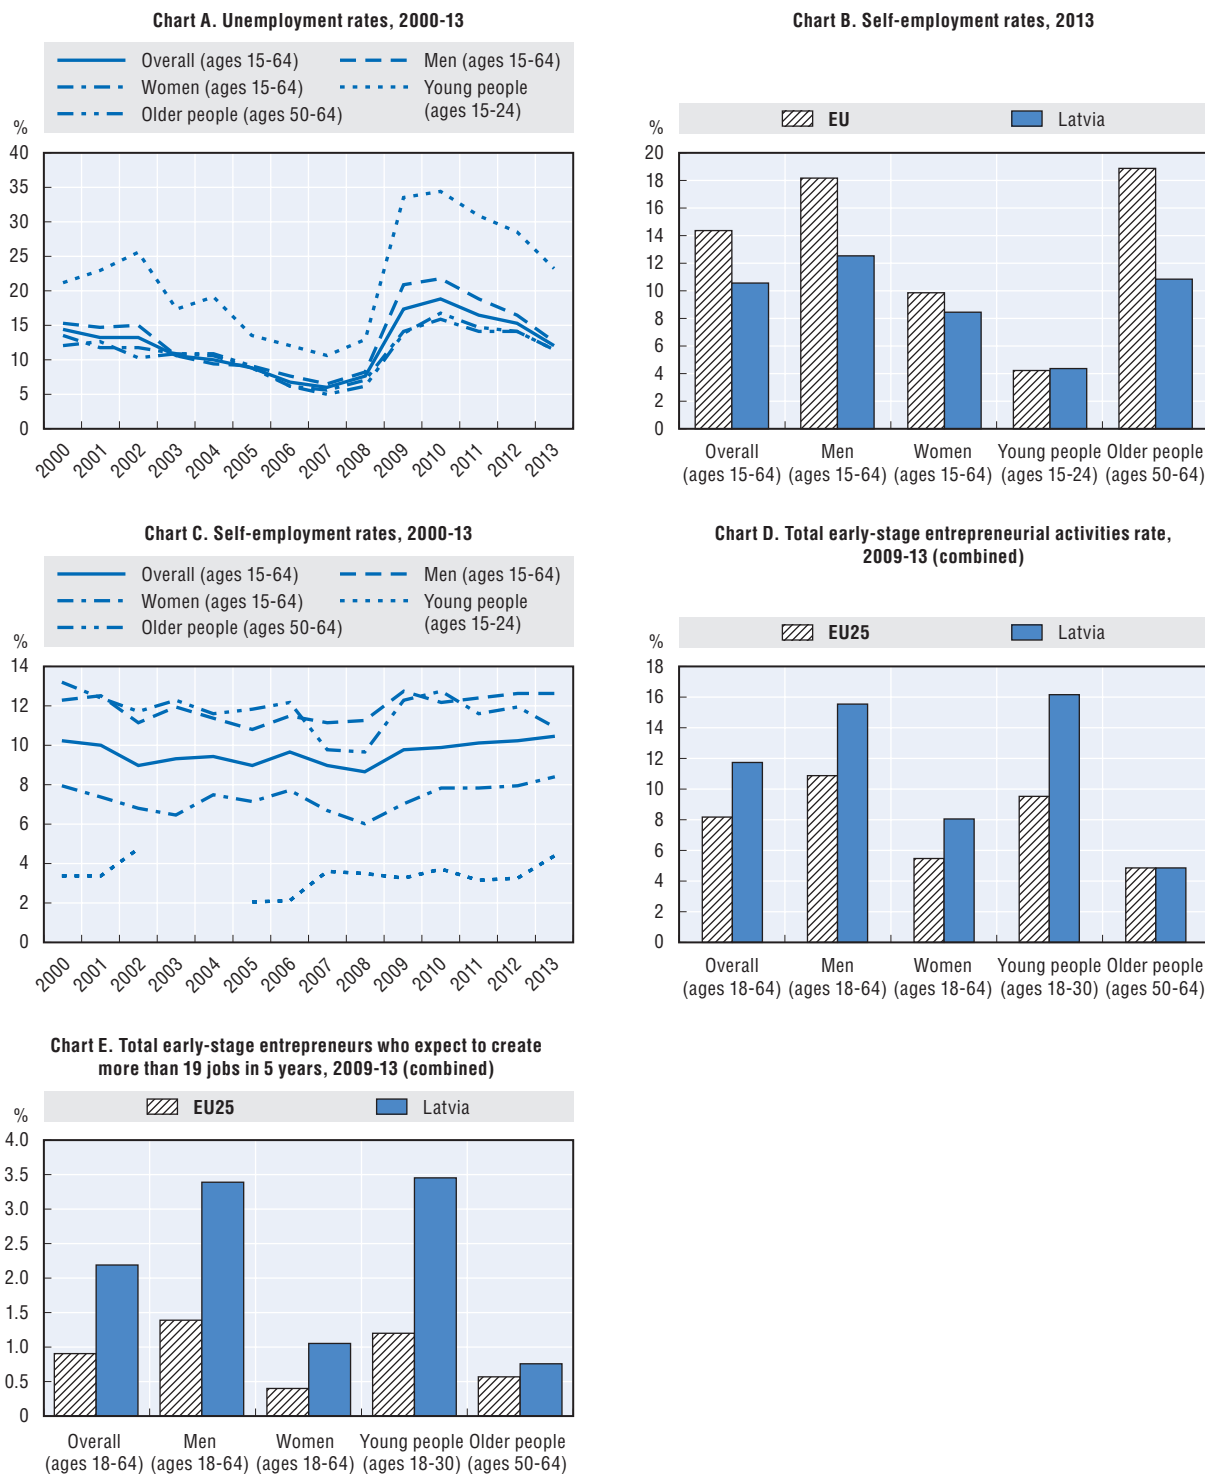 Chart A. Unemployment rates, 2000-13
Overall (ages 15-64)
Men (ages 15-64)
Women (ages 15-64)
Young people
(ages 15-24)
Older people (ages 50-64)
%
40
35
30
25
20
15
10
5
0
2000
2001
2002
2003
2004
2005
2006
2007
2008
2009
2010
2011
2012
2013
Chart B. Self-employment rates, 2013
EU
Latvia
%
20
18
16
14
12
10
8
6
4
2
0
Overall
(ages 15-64)
Men
(ages 15-64)
Women
(ages 15-64)
Young people
(ages 15-24)
Older people
(ages 50-64)
Chart C. Self-employment rates, 2000-13
Overall (ages 15-64)
Men (ages 15-64)
Women (ages 15-64)
Young people
(ages 15-24)
Older people (ages 50-64)
%
14
12
10
8
6
4
2
0
2000
2001
2002
2003
2004
2005
2006
2007
2008
2009
2010
2011
2012
2013
Chart D. Total early-stage entrepreneurial activities rate,
2009-13 (combined)
EU25
Latvia
%
18
16
14
12
10
8
6
4
2
0
Overall
(ages 18-64)
Men
(ages 18-64)
Women
(ages 18-64)
Young people
(ages 18-30)
Older people
(ages 50-64)
Chart E. Total early-stage entrepreneurs who expect to create
more than 19 jobs in 5 years, 2009-13 (combined)
EU25
Latvia
%
4.0
3.5
3.0
2.5
2.0
1.5
1.0
0.5
0
Overall
(ages 18-64)
Men
(ages 18-64)
Women
(ages 18-64)
Young people
(ages 18-30)
Older people
(ages 50-64)